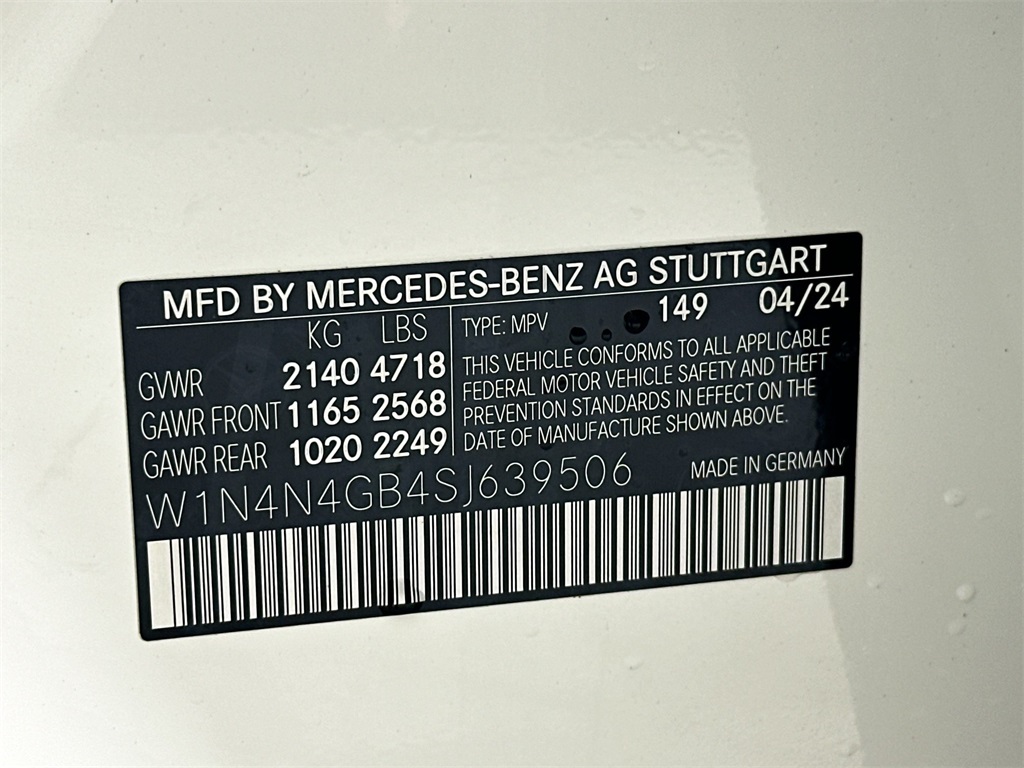 MFD BY MERCEDES-BENZ AG STUTTGART
KG LBS
GVWR 2140 4718
GAWR FRONT 1165 2568
GAWR REAR 1020 2249
TYPE: MPV 149 04/24
THIS VEHICLE CONFORMS TO ALL APPLICABLE
FEDERAL MOTOR VEHICLE SAFETY AND THEFT
PREVENTION STANDARDS IN EFFECT ON THE
DATE OF MANUFACTURE SHOWN ABOVE.
W1N4N4GB4SJ639506
MADE IN GERMANY